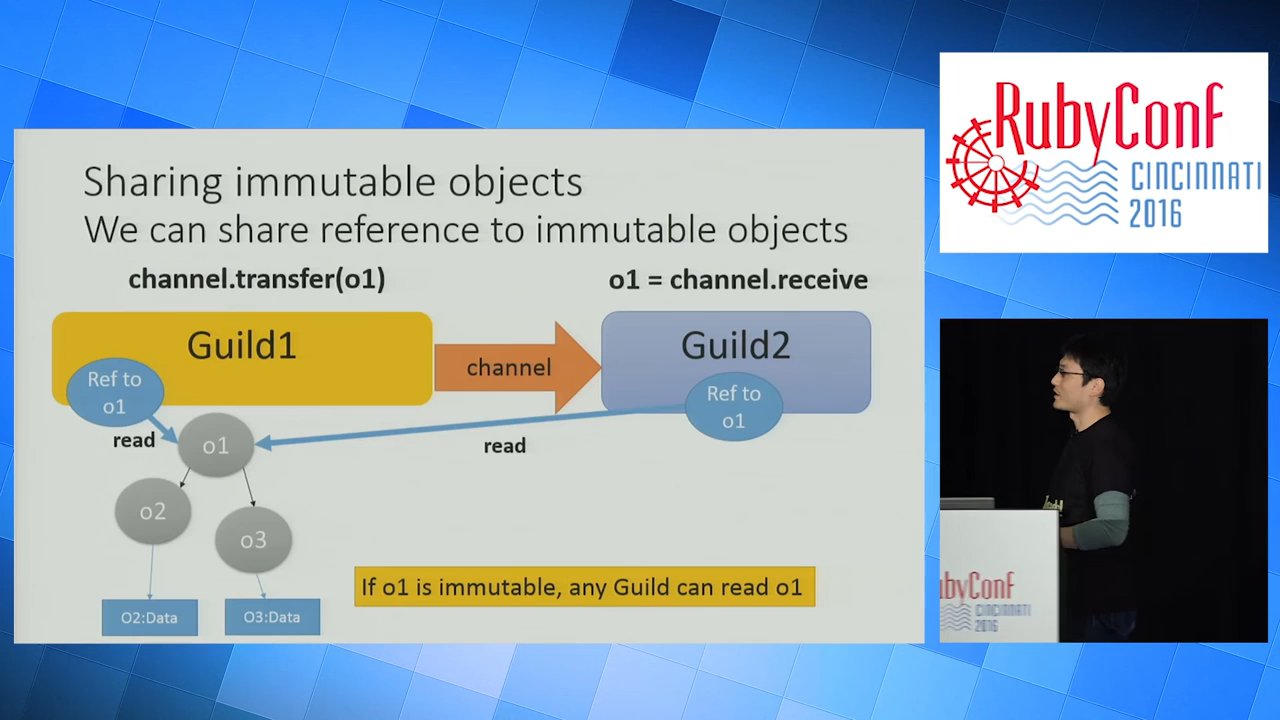 Sharing immutable objects
We can share reference to immutable objects
channel.transfer(o1)
o1 = channel.receive
Guild1
channel
Guild2
Ref to
o1
Ref to
o1
read
o1
read
o2
o3
If o1 is immutable, any Guild can read o1
O2:Data
O3:Data
RubyConf
CINCINNATI
2016
ubyConf
CINCINNATI
2016